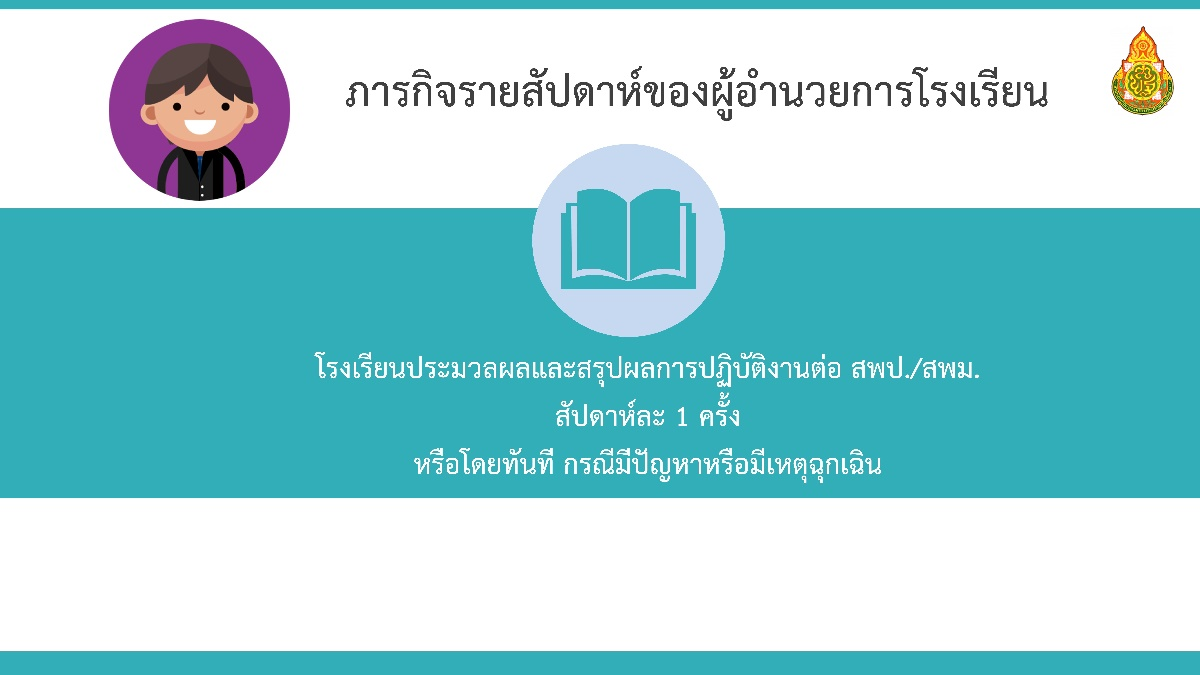 ภารกิจรายสัปดาห์ของผู้อำนวยการโรงเรียน
โรงเรียนประมวลผลและสรุปผลการปฏิบัติงานต่อ สพป./สพม.
สัปดาห์ละ 1 ครั้ง
หรือโดยทันที กรณีมีปัญหาหรือมีเหตุฉุกเฉิน